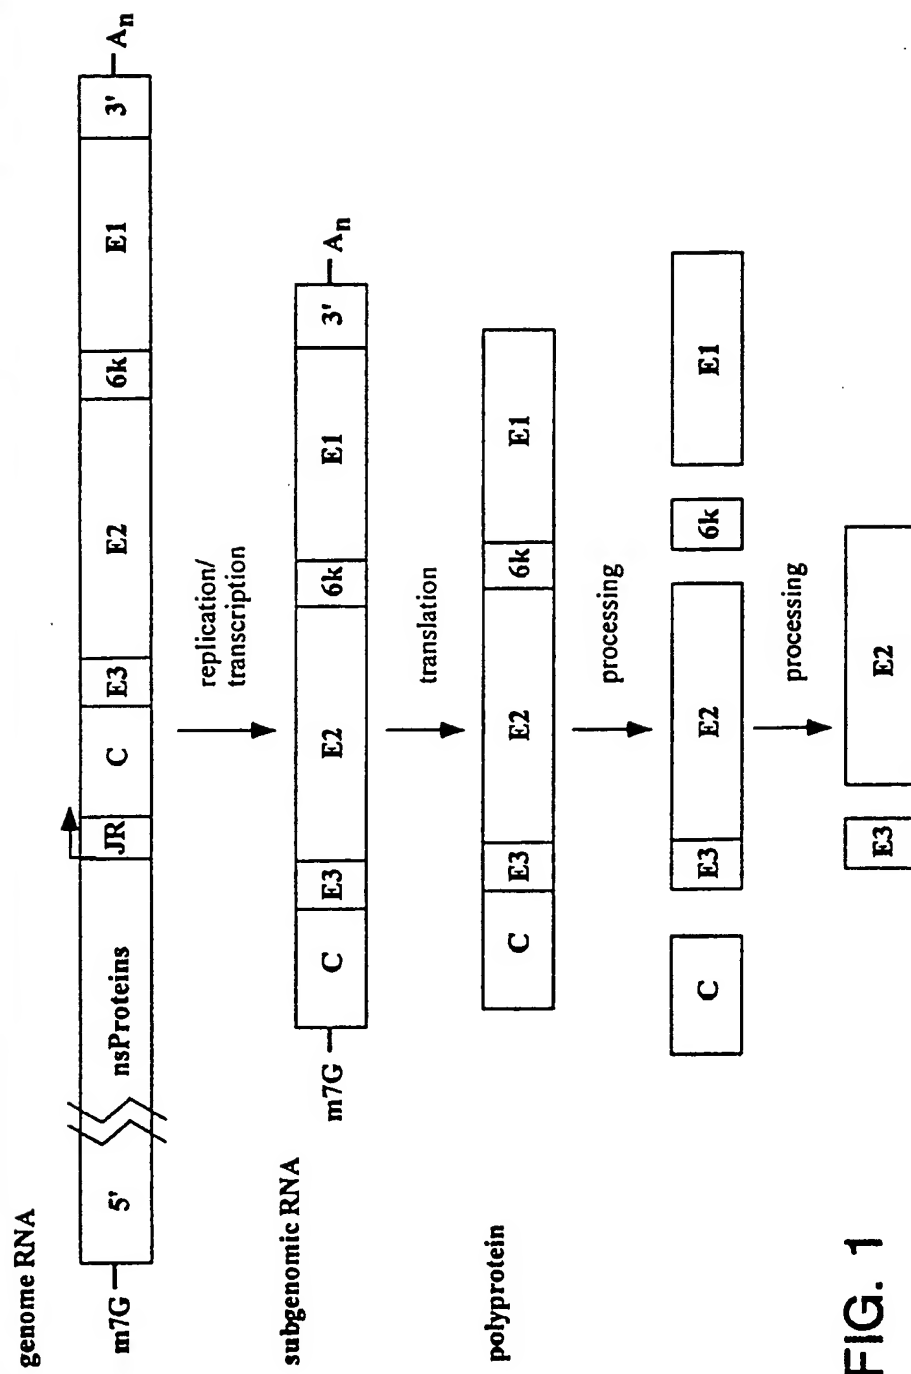 genome RNA
m7G
5'
nsProteins
JR
C
E3
E2
6k
E1
3'
An
replication/
transcription
subgenomic RNA
m7G
C
E3
E2
6k
E1
3'
An
translation
polyprotein
C
E3
E2
6k
E1
processing
C
E3
E2
6k
E1
processing
E3
E2
FIG. 1